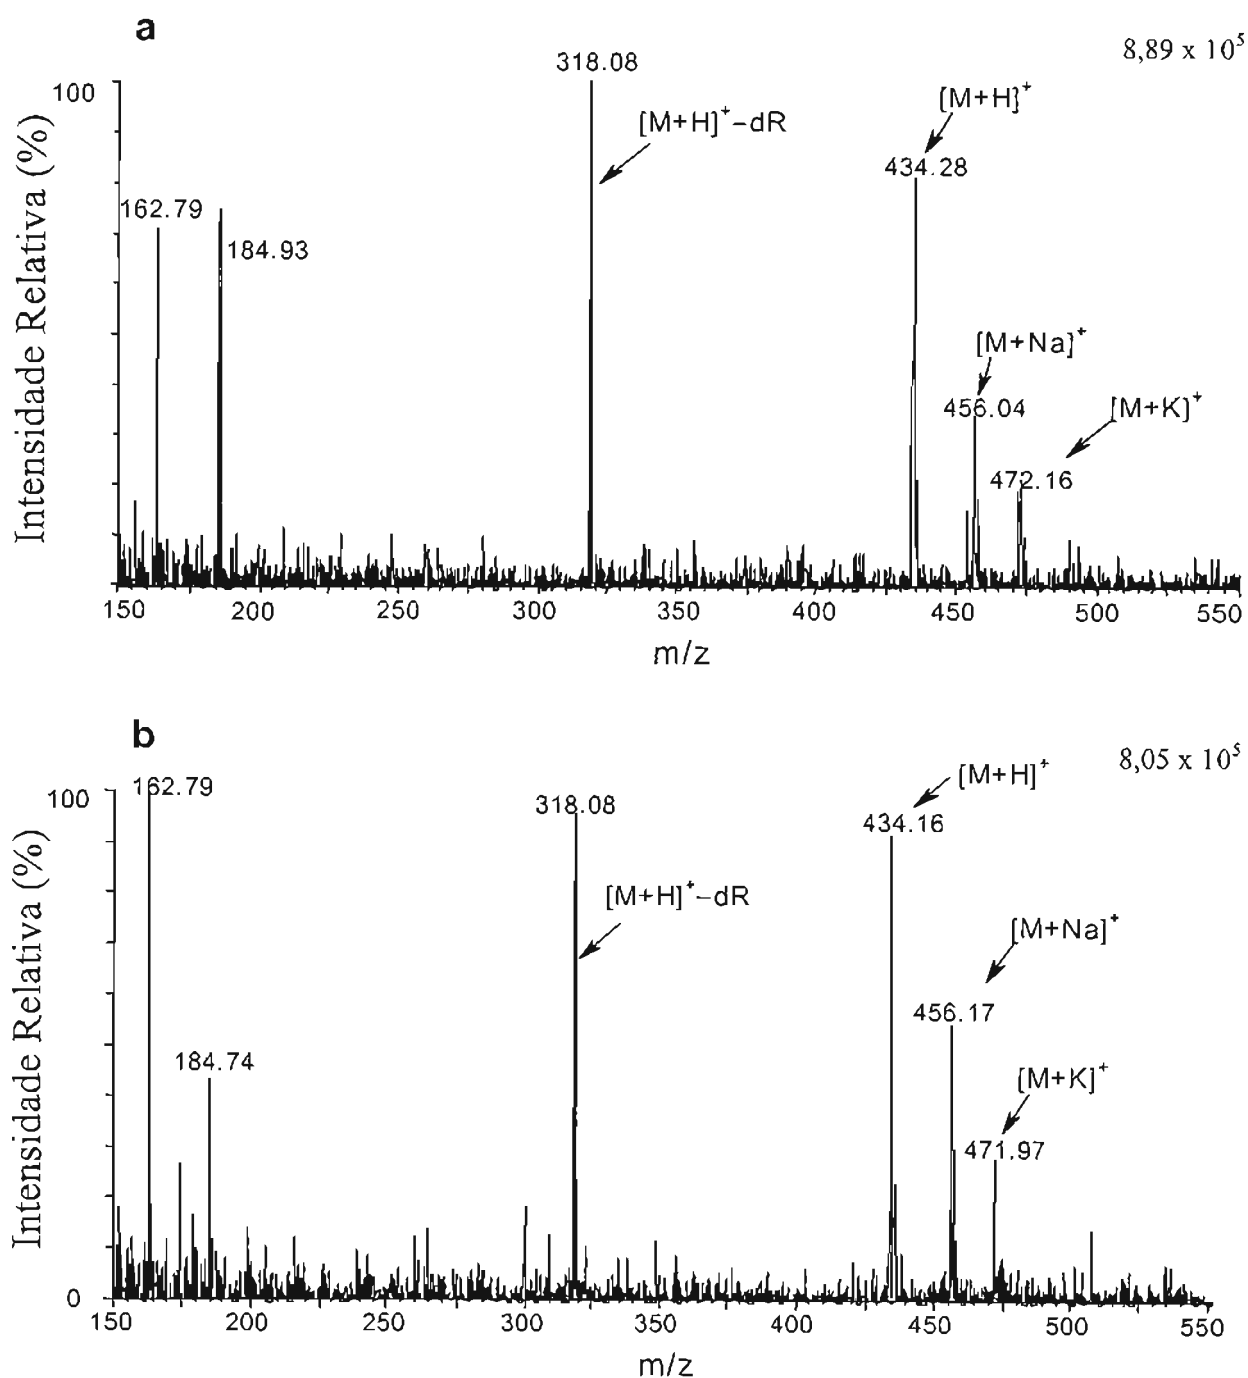 a
8,89 x 10⁵
318.08
100
[M+H]⁺
[M+H]⁺–dR
434.28
162.79
184.93
[M+Na]⁺
456.04
[M+K]⁺
472.16
Intensidade Relativa (%)
150 200 250 300 350 400 450 500 550
m/z
b
8,05 x 10⁵
[M+H]⁺
162.79
100
318.08
434.16
[M+H]⁺–dR
[M+Na]⁺
456.17
184.74
[M+K]⁺
471.97
Intensidade Relativa (%)
0
150 200 250 300 350 400 450 500 550
m/z